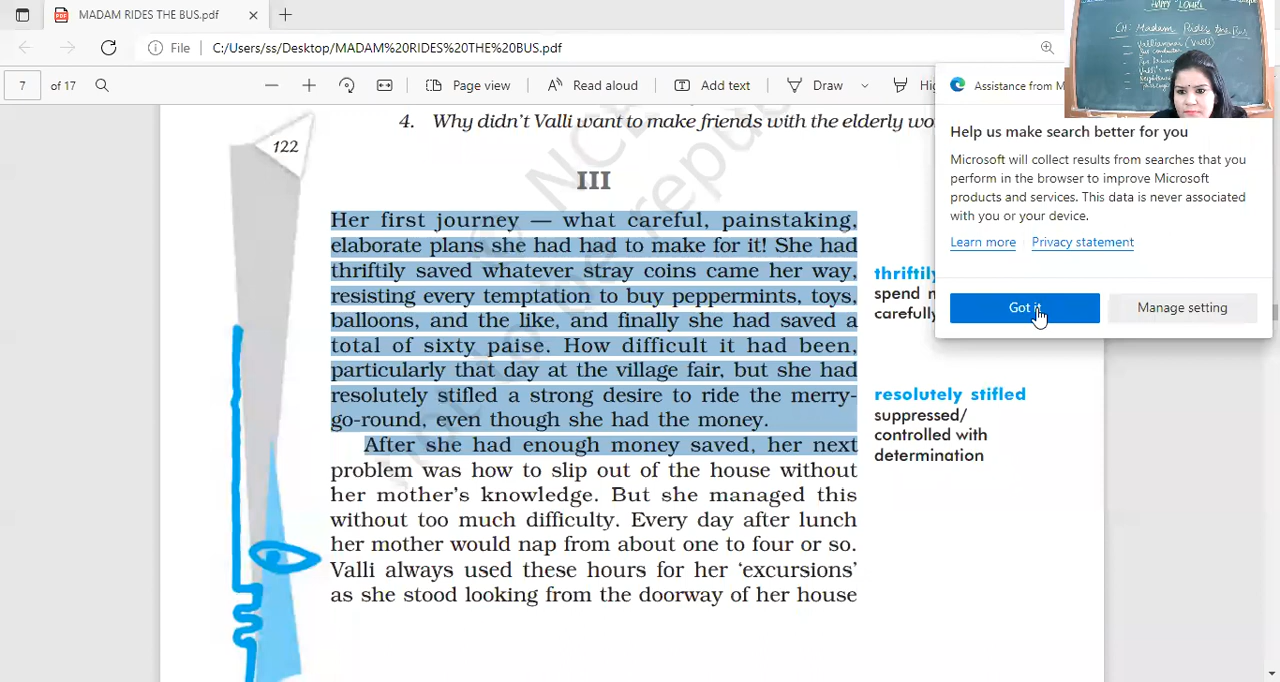 MADAM RIDES THE BUS.pdf
File C:/Users/ss/Desktop/MADAM%20RIDES%20THE%20BUS.pdf
7 of 17 Page view Read aloud Add text Draw
4. Why didn't Valli want to make friends with the elderly
122
III
Her first journey — what careful, painstaking,
elaborate plans she had had to make for it! She had
thriftily saved whatever stray coins came her way,
resisting every temptation to buy peppermints, toys,
balloons, and the like, and finally she had saved a
total of sixty paise. How difficult it had been,
particularly that day at the village fair, but she had
resolutely stifled a strong desire to ride the merry-
go-round, even though she had the money.
After she had enough money saved, her next
problem was how to slip out of the house without
her mother's knowledge. But she managed this
without too much difficulty. Every day after lunch
her mother would nap from about one to four or so.
Valli always used these hours for her 'excursions'
as she stood looking from the doorway of her house
thriftily
spend
carefully
resolutely stifled
suppressed/
controlled with
determination
Assistance from M
Help us make search better for you
Microsoft will collect results from searches that you
perform in the browser to improve Microsoft
products and services. This data is never associated
with you or your device.
Learn more Privacy statement
Got it Manage setting
CH: Madam Rides the Bus
Valliammai (Valli)